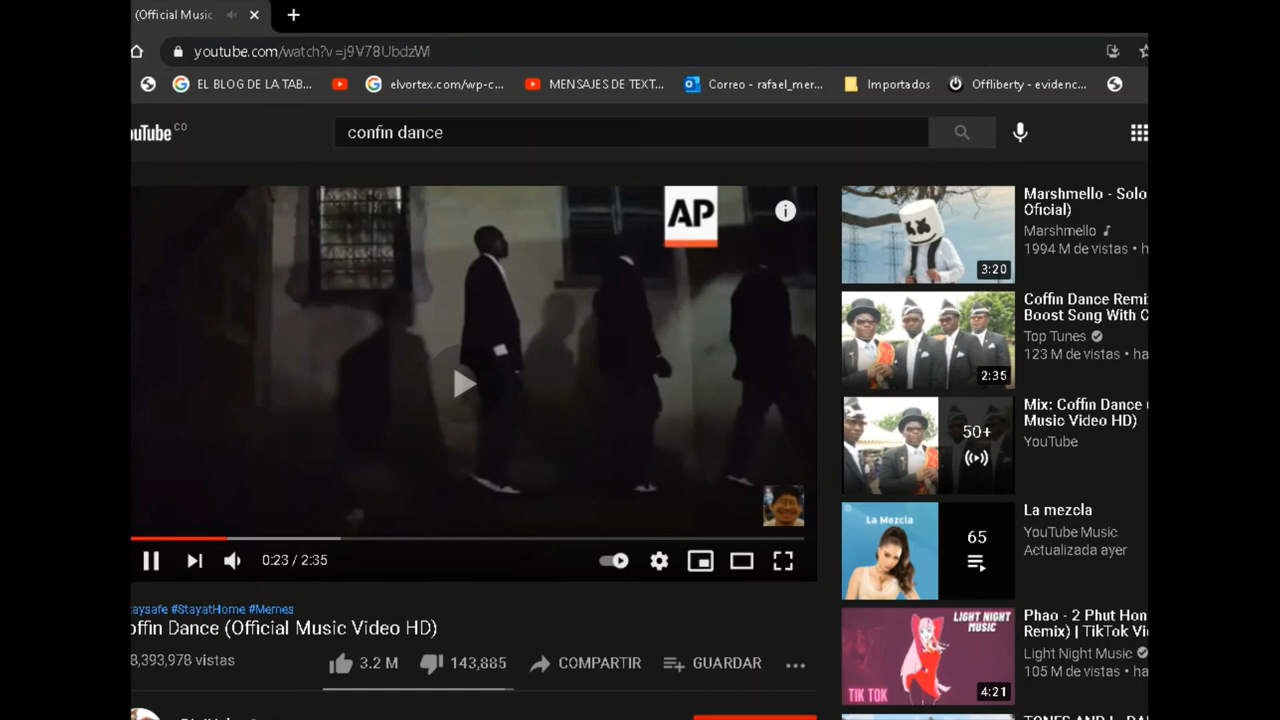 (Official Music
youtube.com/watch?v=j9V78UbdzWI
EL BLOG DE LA TAB...
elvortex.com/wp-c...
MENSAJES DE TEXT...
Correo - rafael_mer...
Importados
Offliberty - evidenc...
ouTube CO
confin dance
AP
0:23 / 2:35
taysafe #StayatHome #Memes
offin Dance (Official Music Video HD)
8,393,978 vistas
3.2 M
143,885
COMPARTIR
GUARDAR
Marshmello - Solo
Oficial)
Marshmello
1994 M de vistas • h
3:20
Coffin Dance Remi
Boost Song With C
Top Tunes
123 M de vistas • ha
2:35
50+
Mix: Coffin Dance (
Music Video HD)
YouTube
La Mezcla
65
La mezcla
YouTube Music
Actualizada ayer
LIGHT NIGHT
MUSIC
TIK TOK
4:21
Phao - 2 Phut Hon
Remix) | TikTok Vi
Light Night Music
105 M de vistas • ha